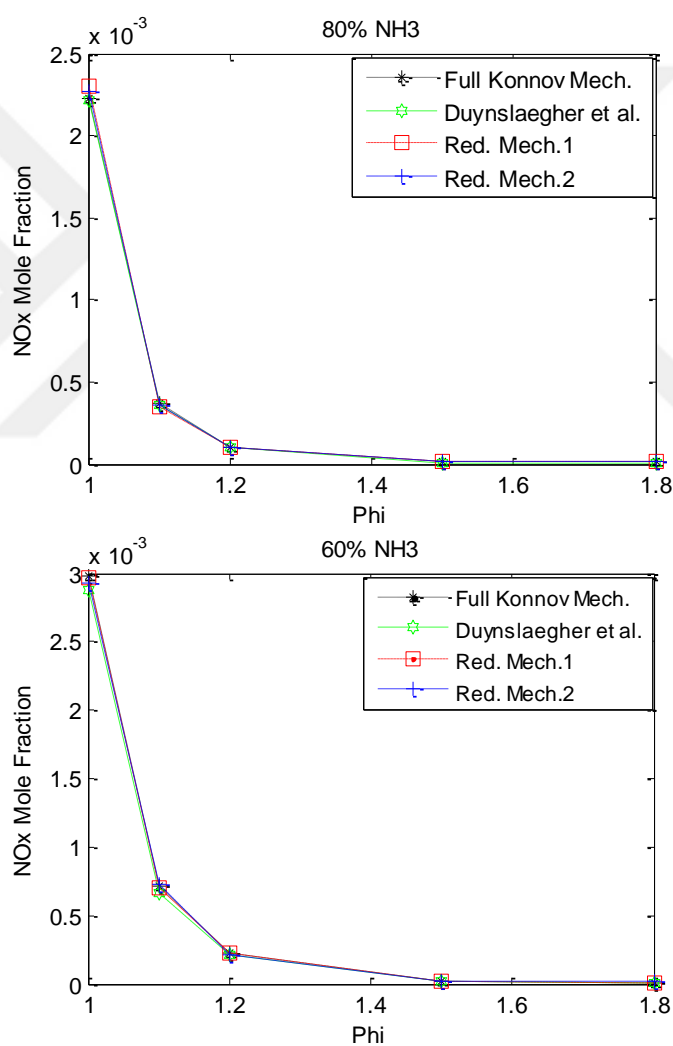 x 10-3
80% NH3
2.5
2
1.5
1
0.5
0
NOx Mole Fraction
Full Konnov Mech.
Duynslaegher et al.
Red. Mech.1
Red. Mech.2
1
1.2
1.4
1.6
1.8
Phi
x 10-3
60% NH3
3
2.5
2
1.5
1
0.5
0
NOx Mole Fraction
Full Konnov Mech.
Duynslaegher et al.
Red. Mech.1
Red. Mech.2
1
1.2
1.4
1.6
1.8
Phi